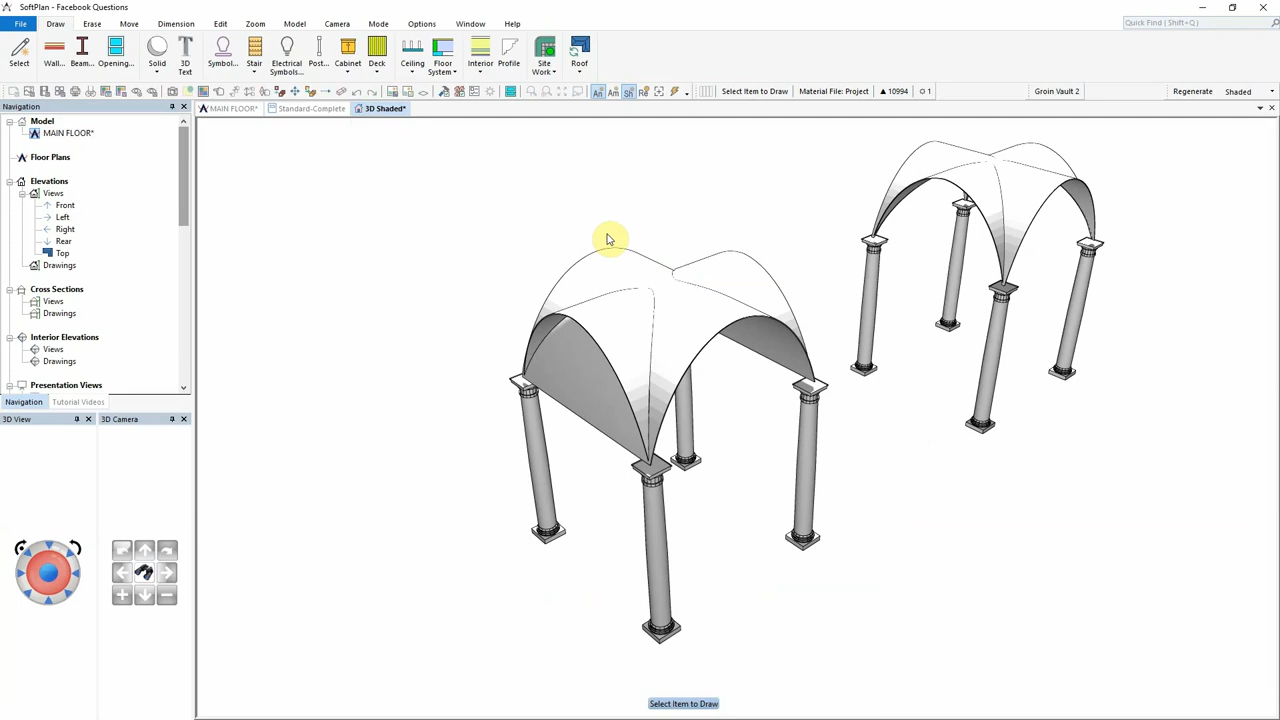 SoftPlan - Facebook Questions
File Draw Erase Move Dimension Edit Zoom Model Camera Mode Options Window Help
Quick Find ( Shift+Q )
Select Wall... Beam... Opening... Solid 3D Text Symbol... Stair Electrical Symbols... Post... Cabinet Deck Ceiling Floor System Interior Profile Site Work Roof
An Am Sh Select Item to Draw Material File: Project 10994 1 Groin Vault 2 Regenerate Shaded
Navigation
MAIN FLOOR* Standard-Complete 3D Shaded*
Model
MAIN FLOOR*
Floor Plans
Elevations
Views
Front
Left
Right
Rear
Top
Drawings
Cross Sections
Views
Drawings
Interior Elevations
Views
Drawings
Presentation Views
Navigation Tutorial Videos
3D View 3D Camera
Select Item to Draw